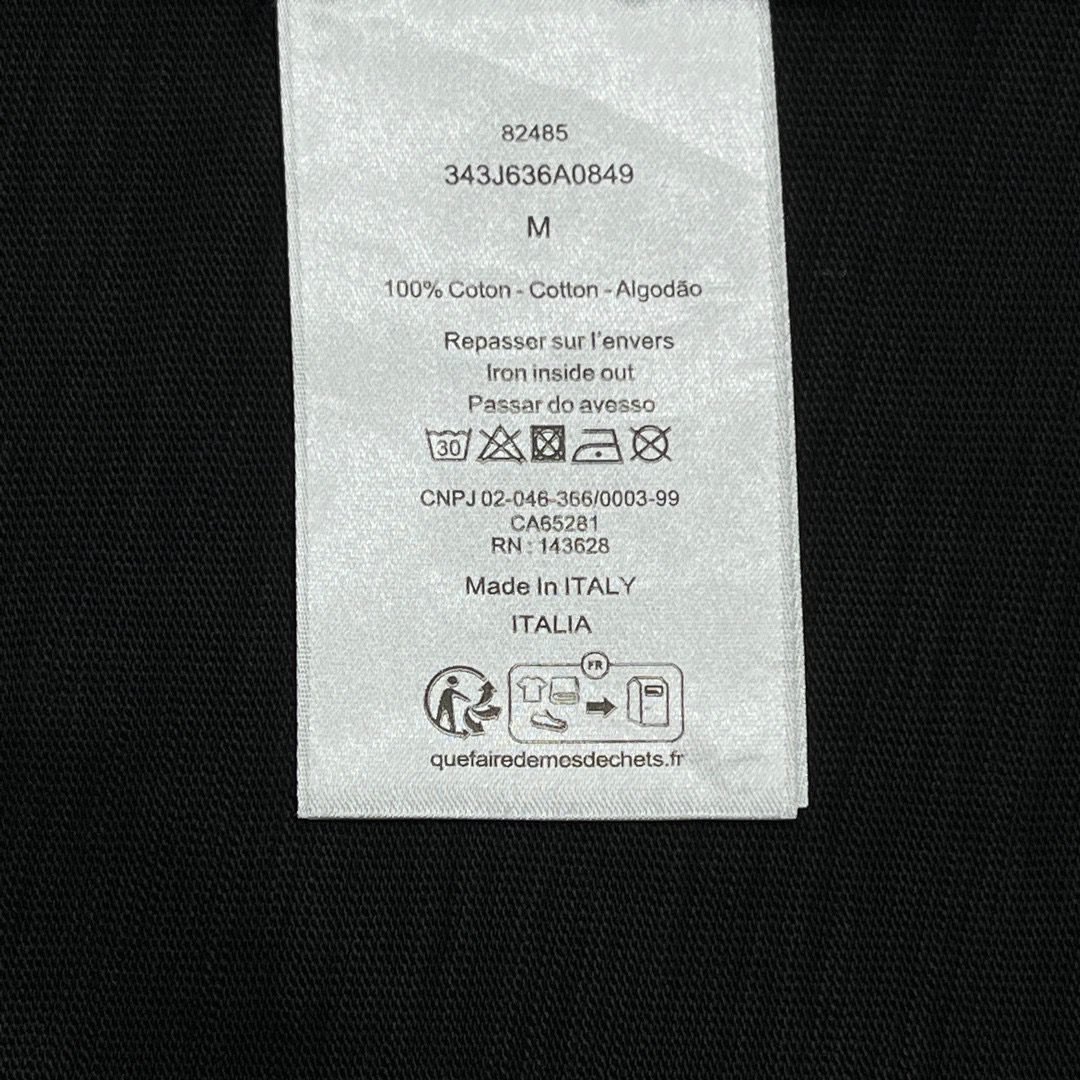 82485
343J636A0849
M
100% Coton - Cotton - Algodão
Repasser sur l'envers
Iron inside out
Passar do avesso
30
CNPJ 02-046-366/0003-99
CA65281
RN : 143628
Made In ITALY
ITALIA
FR
quefairedemesdechets.fr